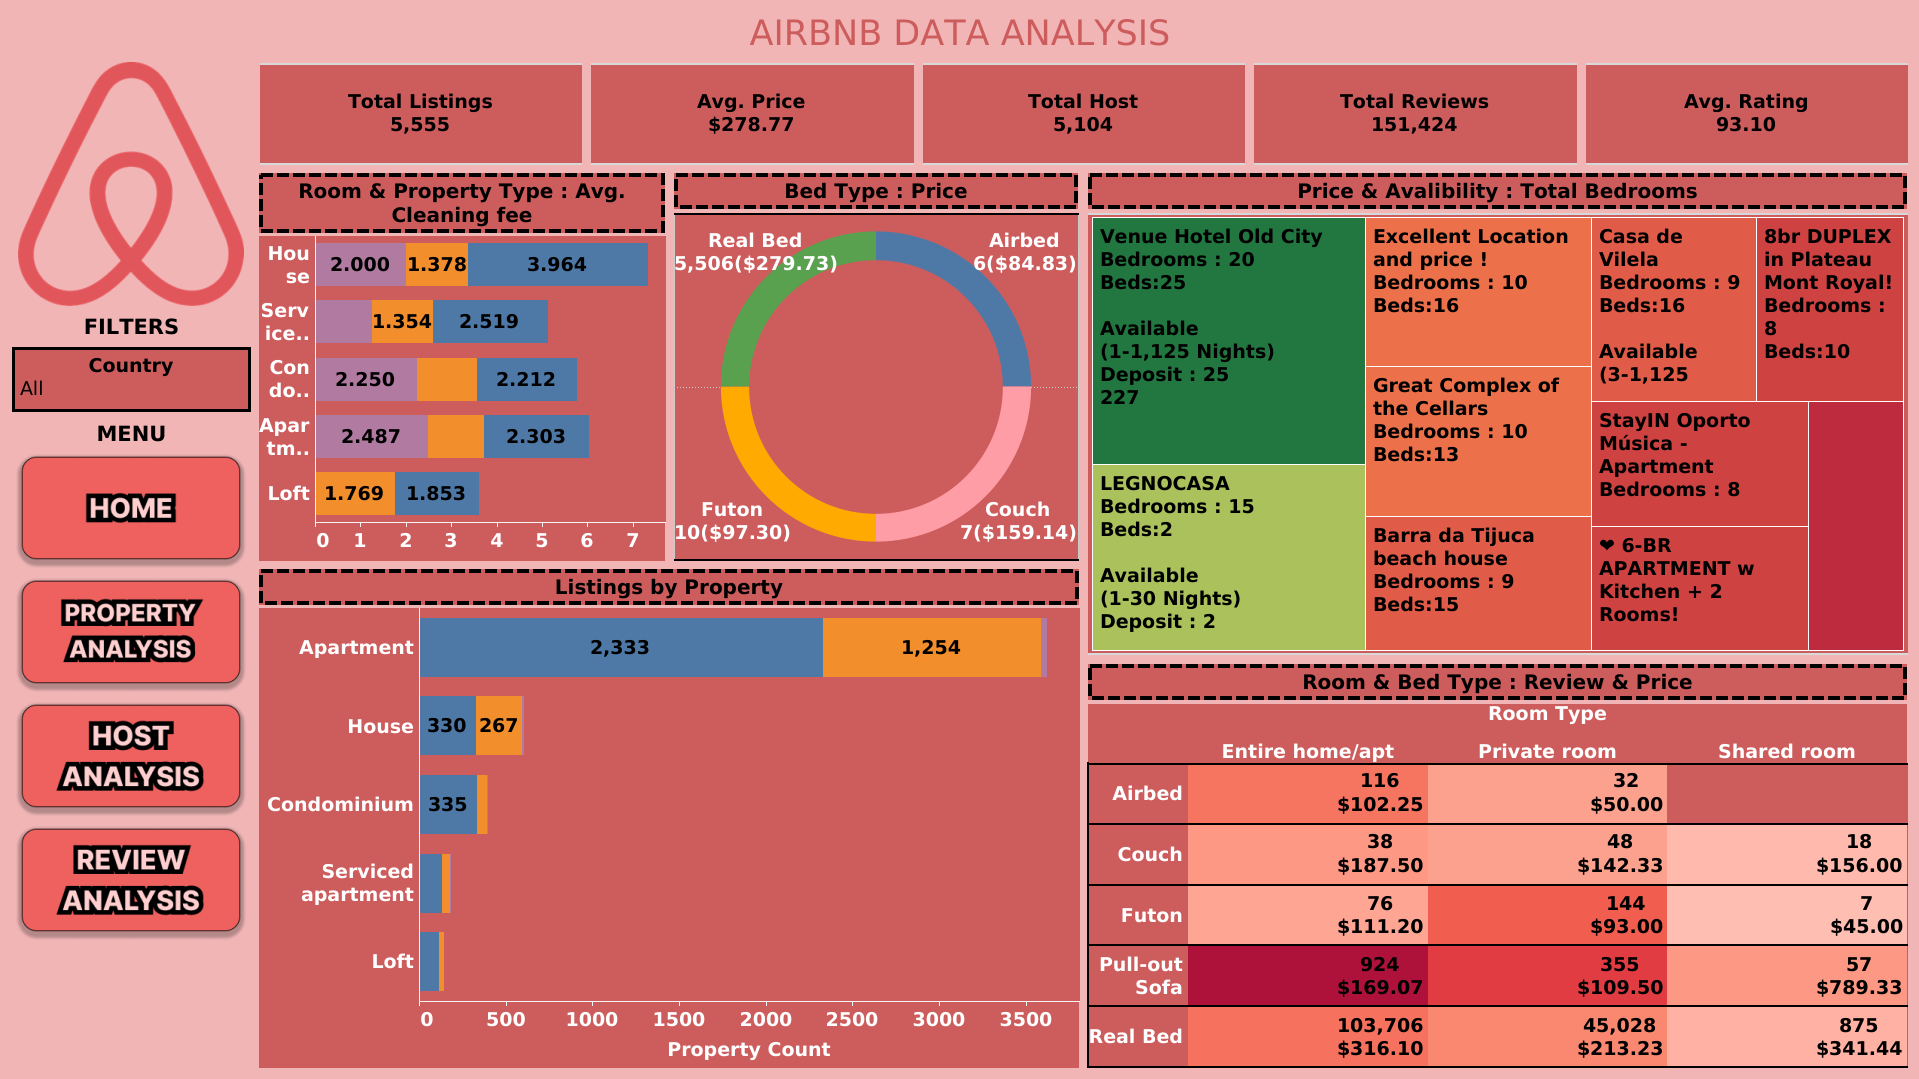 AIRBNB DATA ANALYSIS
Total Listings
5,555
Avg. Price
$278.77
Total Host
5,104
Total Reviews
151,424
Avg. Rating
93.10
FILTERS
Country
All
MENU
HOME
PROPERTY
ANALYSIS
HOST
ANALYSIS
REVIEW
ANALYSIS
Room & Property Type : Avg.
Cleaning fee
Hou
se
2.000 1.378 3.964
Serv
ice..
1.354 2.519
Con
do..
2.250 2.212
Apar
tm..
2.487 2.303
Loft 1.769 1.853
0 1 2 3 4 5 6 7
Bed Type : Price
Real Bed
5,506($279.73)
Airbed
6($84.83)
Futon
10($97.30)
Couch
7($159.14)
Price & Avalibility : Total Bedrooms
Venue Hotel Old City
Bedrooms : 20
Beds:25
Available
(1-1,125 Nights)
Deposit : 25
227
LEGNOCASA
Bedrooms : 15
Beds:2
Available
(1-30 Nights)
Deposit : 2
Excellent Location
and price !
Bedrooms : 10
Beds:16
Great Complex of
the Cellars
Bedrooms : 10
Beds:13
Barra da Tijuca
beach house
Bedrooms : 9
Beds:15
Casa de
Vilela
Bedrooms : 9
Beds:16
Available
(3-1,125
8br DUPLEX
in Plateau
Mont Royal!
Bedrooms :
8
Beds:10
StayIN Oporto
Música -
Apartment
Bedrooms : 8
❤ 6-BR
APARTMENT w
Kitchen + 2
Rooms!
Listings by Property
Apartment 2,333 1,254
House 330 267
Condominium 335
Serviced
apartment
Loft
0 500 1000 1500 2000 2500 3000 3500
Property Count
Room & Bed Type : Review & Price
Room Type
Entire home/apt Private room Shared room
Airbed
116 32
$102.25 $50.00
Couch
38 48 18
$187.50 $142.33 $156.00
Futon
76 144 7
$111.20 $93.00 $45.00
Pull-out
Sofa
924 355 57
$169.07 $109.50 $789.33
Real Bed
103,706 45,028 875
$316.10 $213.23 $341.44